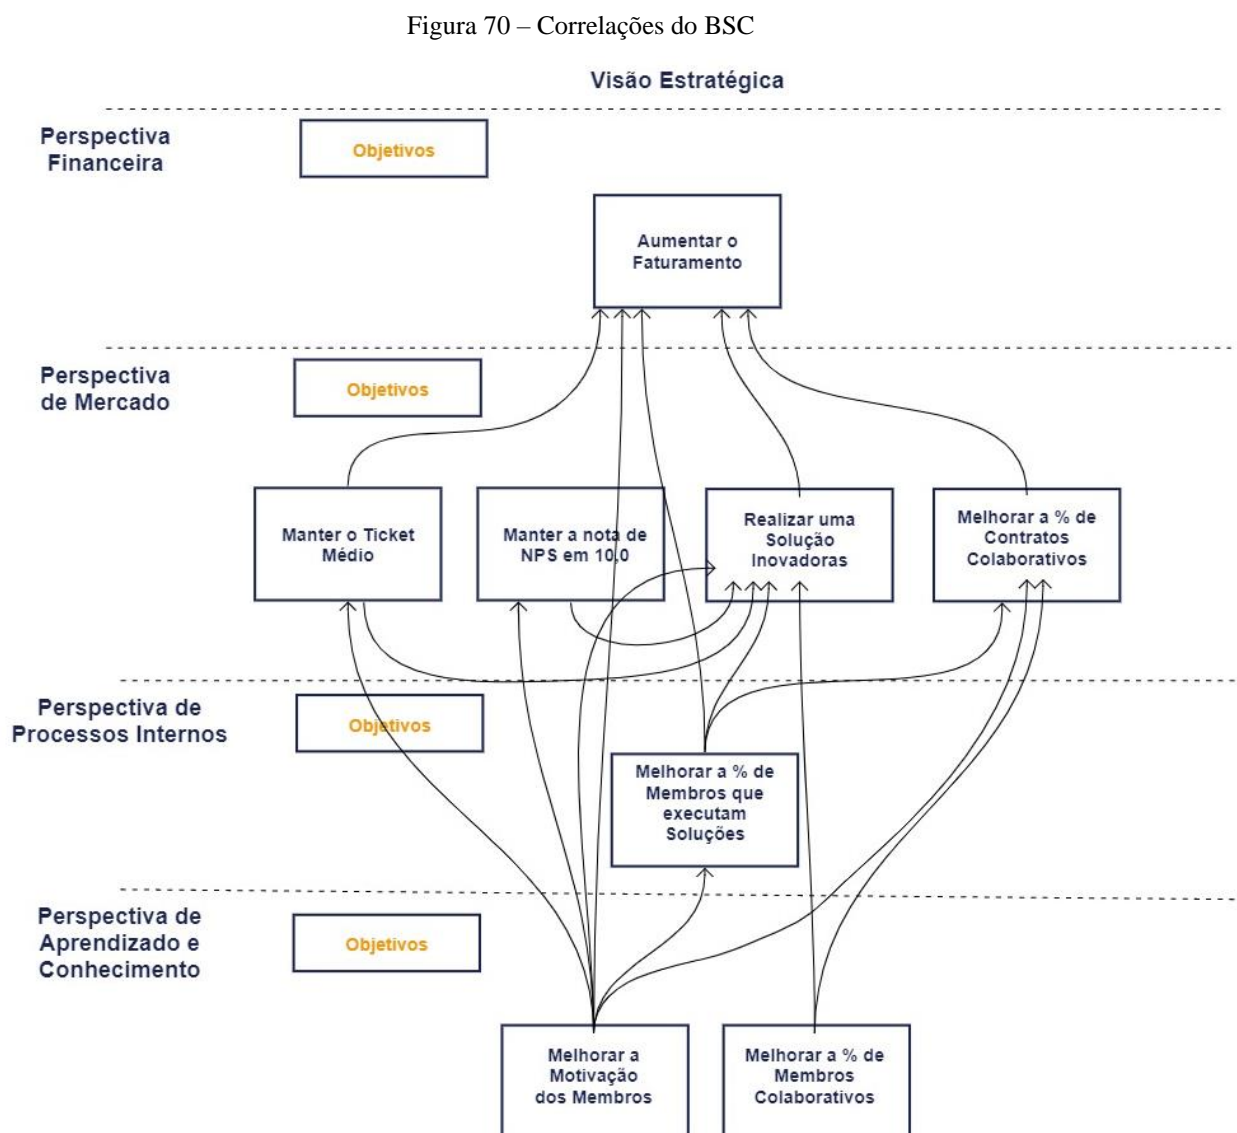 Figura 70 – Correlações do BSC
Visão Estratégica
Perspectiva
Financeira
Objetivos
Aumentar o
Faturamento
Perspectiva
de Mercado
Objetivos
Manter o Ticket
Médio
Manter a nota de
NPS em 10,0
Realizar uma
Solução
Inovadoras
Melhorar a % de
Contratos
Colaborativos
Perspectiva de
Processos Internos
Objetivos
Melhorar a % de
Membros que
executam
Soluções
Perspectiva de
Aprendizado e
Conhecimento
Objetivos
Melhorar a
Motivação
dos Membros
Melhorar a % de
Membros
Colaborativos